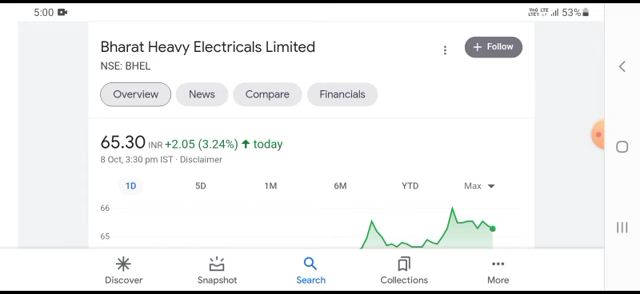 5:00
53%
Bharat Heavy Electricals Limited
+ Follow
NSE: BHEL
Overview
News
Compare
Financials
65.30 INR +2.05 (3.24%) ↑ today
8 Oct, 3:30 pm IST · Disclaimer
1D 5D 1M 6M YTD Max
66
65
Discover Snapshot Search Collections More